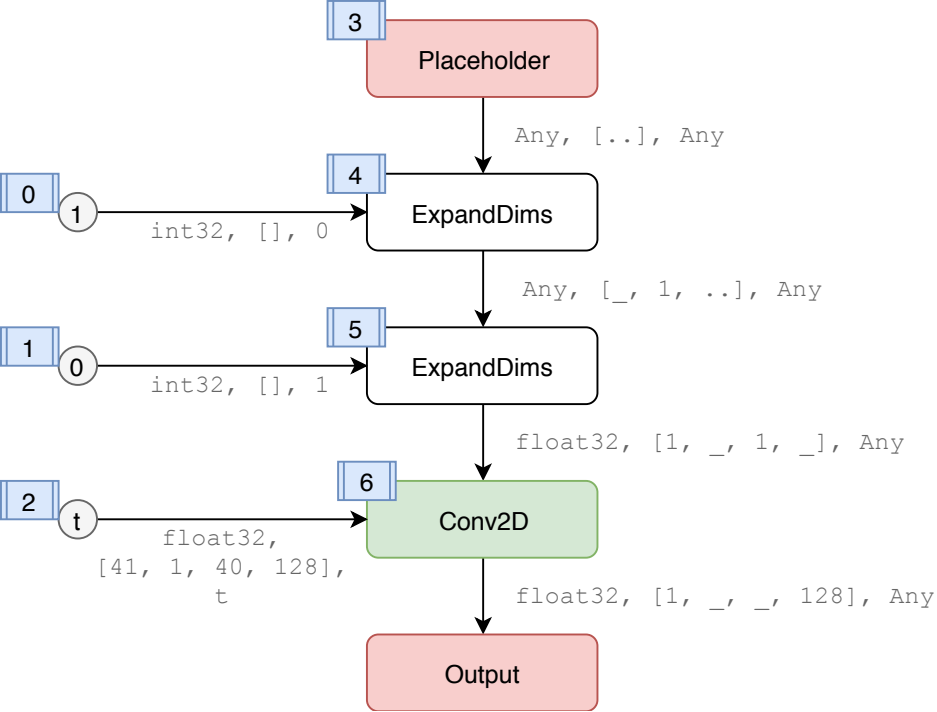 3
Placeholder
Any, [..], Any
4
0
1
ExpandDims
int32, [], 0
Any, [_, 1, ..], Any
5
1
0
ExpandDims
int32, [], 1
float32, [1, _, 1, _], Any
6
2
t
Conv2D
float32,
[41, 1, 40, 128],
t
float32, [1, _, _, 128], Any
Output